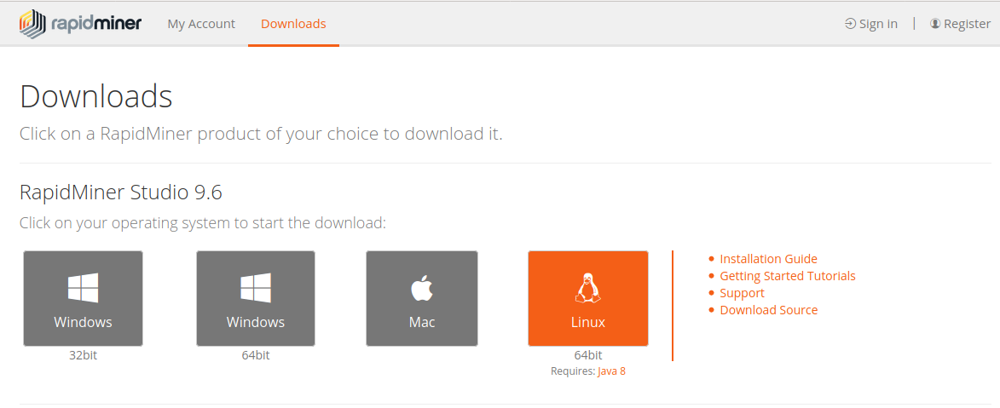 rapidminer My Account Downloads Sign in | Register
Downloads
Click on a RapidMiner product of your choice to download it.
RapidMiner Studio 9.6
Click on your operating system to start the download:
Windows
32bit
Windows
64bit
Mac
Linux
64bit
Requires: Java 8
Installation Guide
Getting Started Tutorials
Support
Download Source